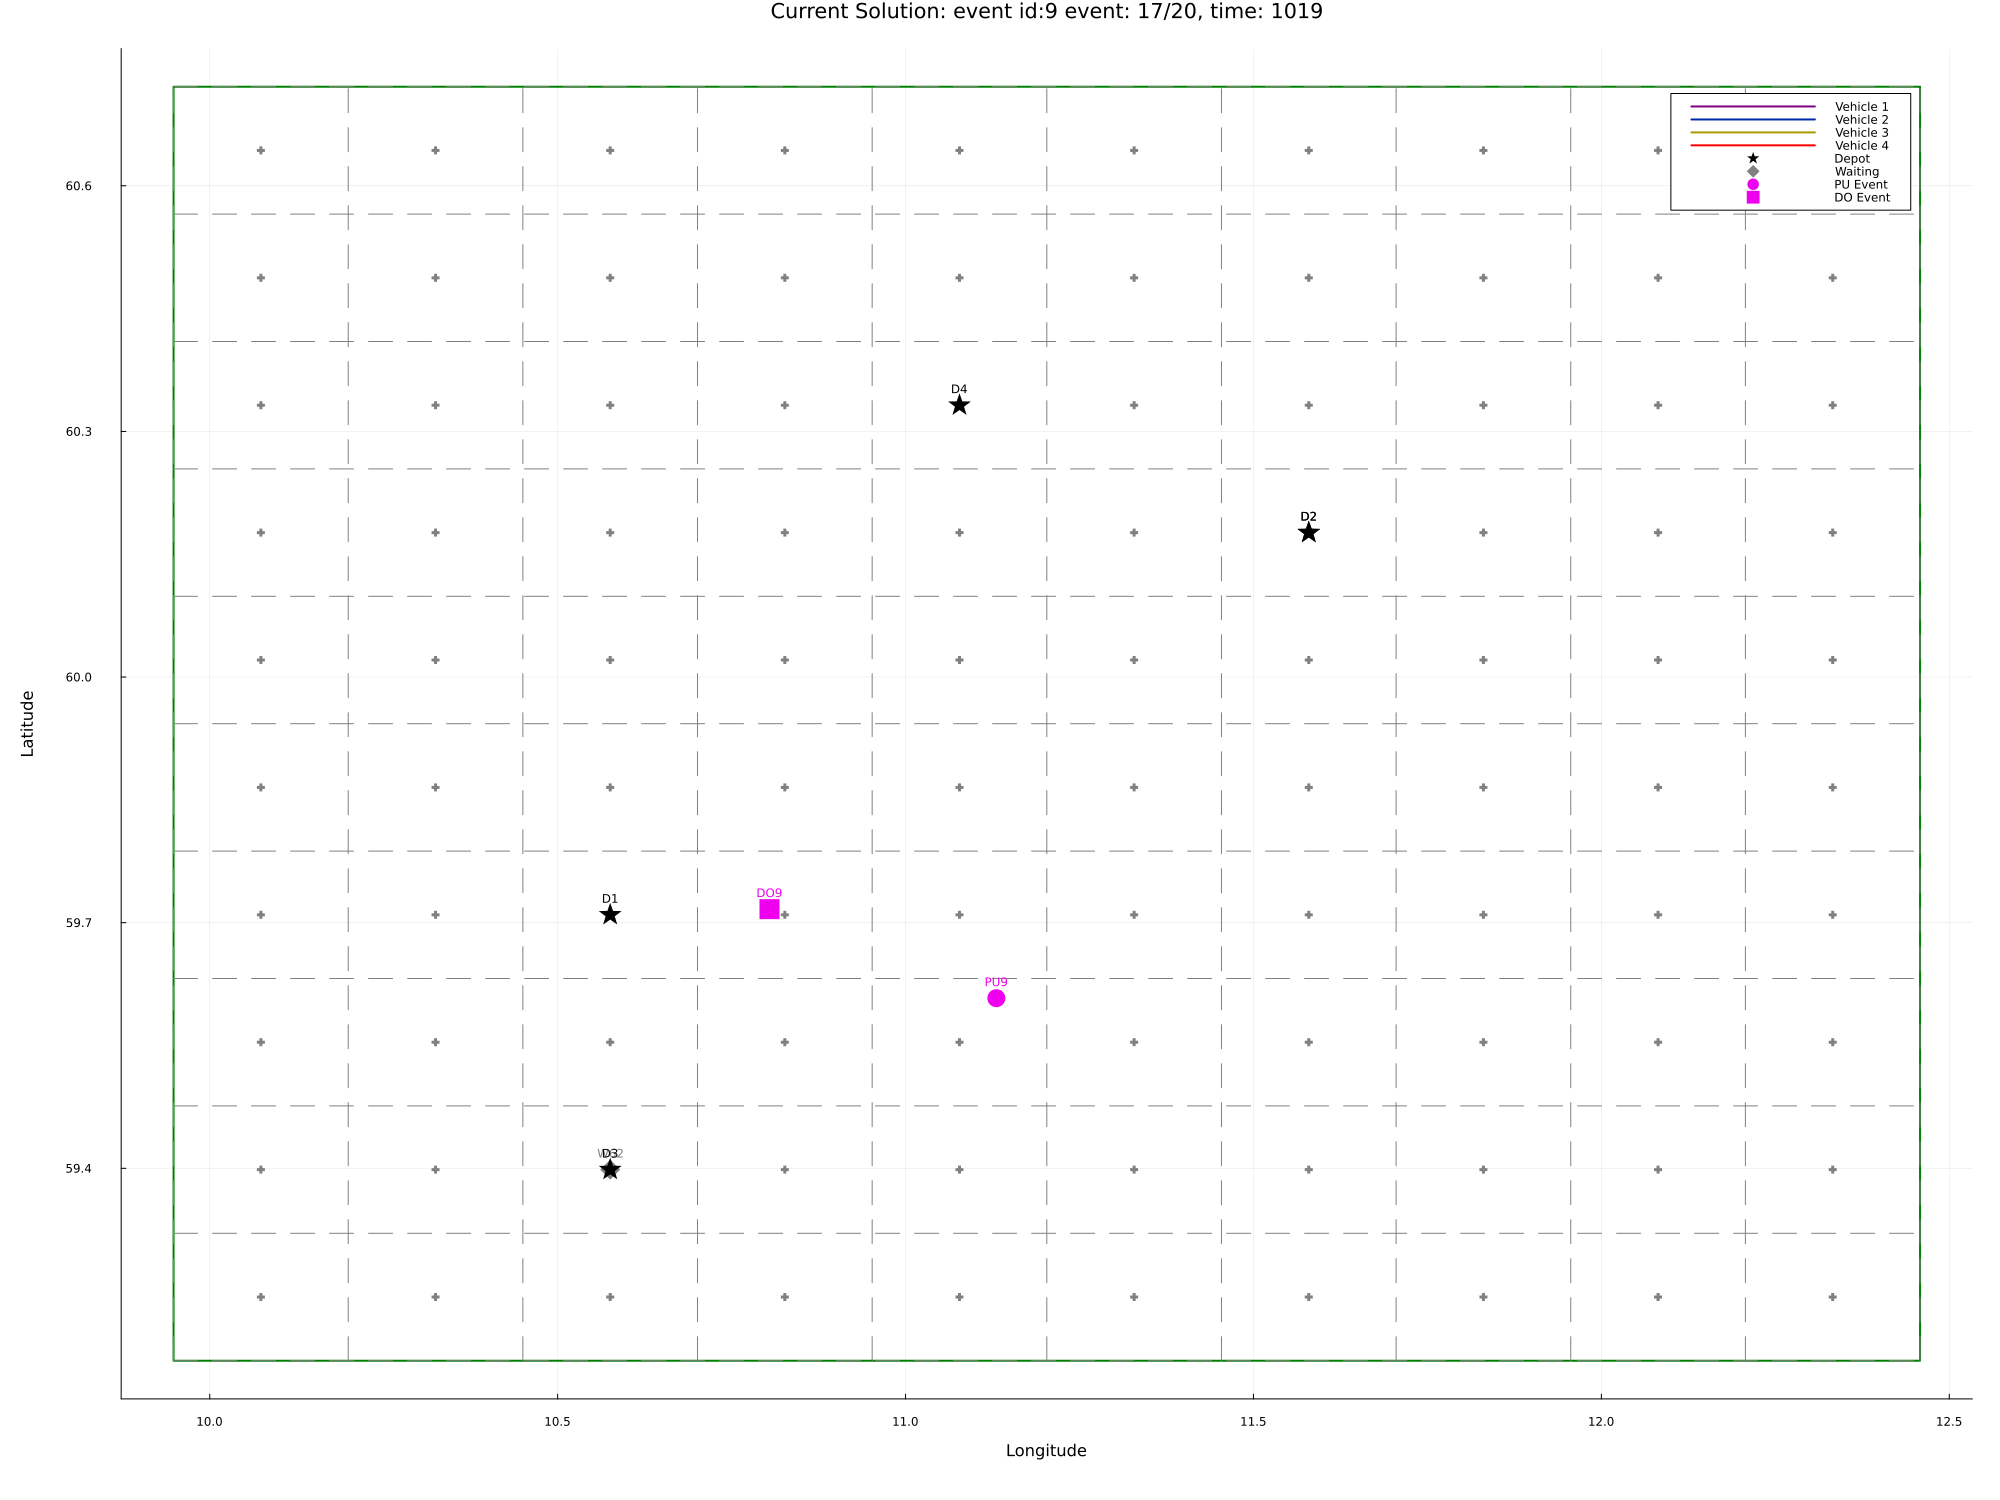 Current Solution: event id:9 event: 17/20, time: 1019
Vehicle 1
Vehicle 2
Vehicle 3
Vehicle 4
Depot
Waiting
PU Event
DO Event
60.6
60.3
60.0
59.7
59.4
Latitude
D4
D2
D1
DO9
PU9
D3
10.0
10.5
11.0
11.5
12.0
12.5
Longitude